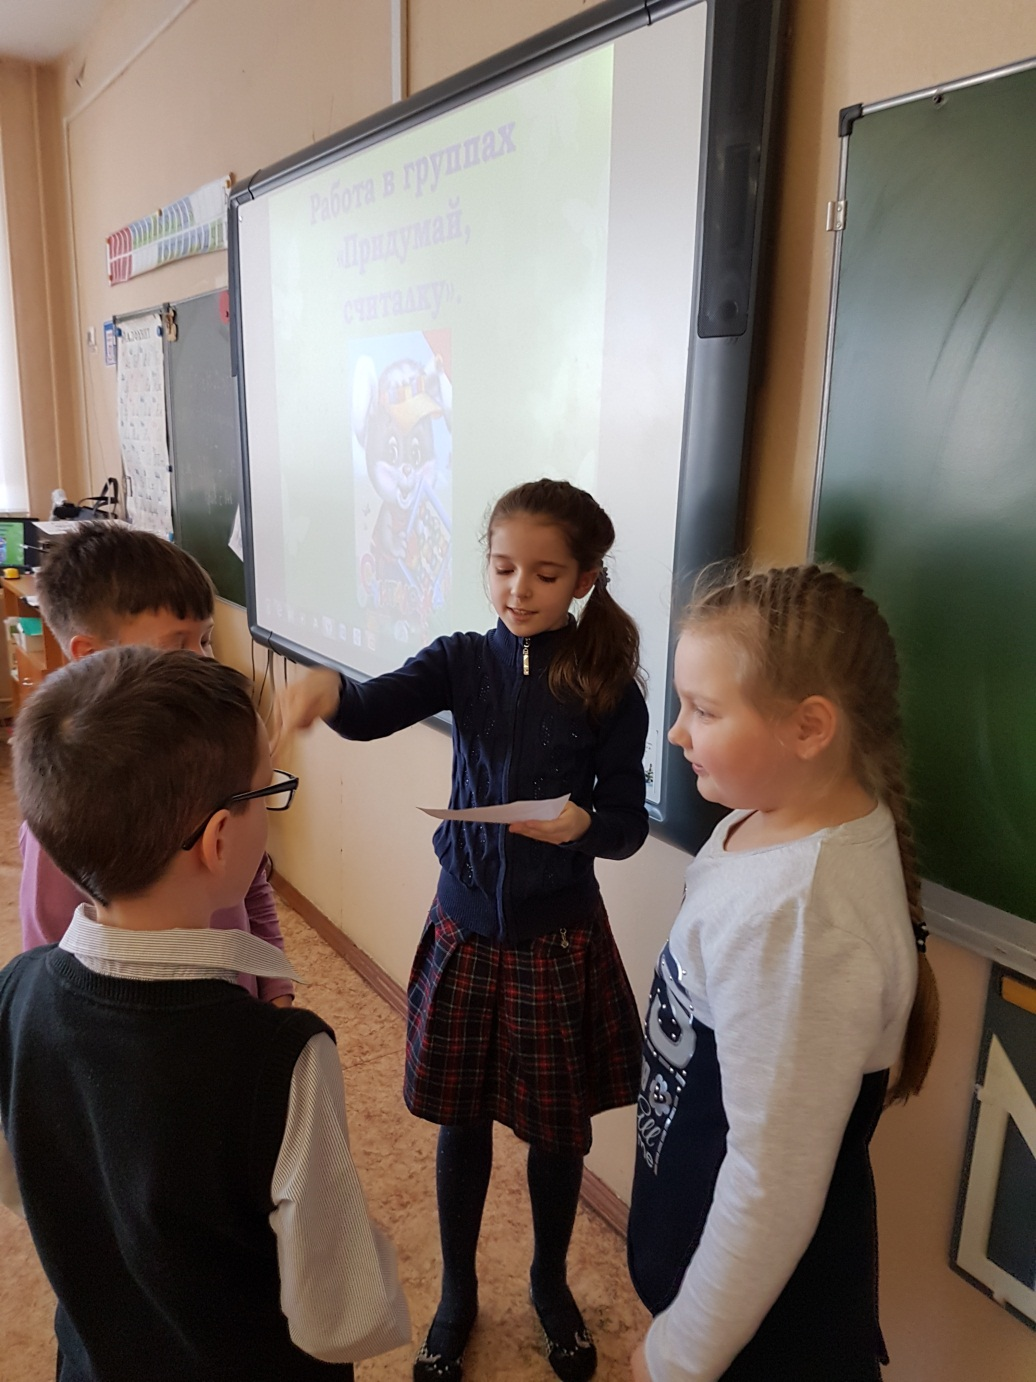 Работа в группах
«Придумай,
считалку».